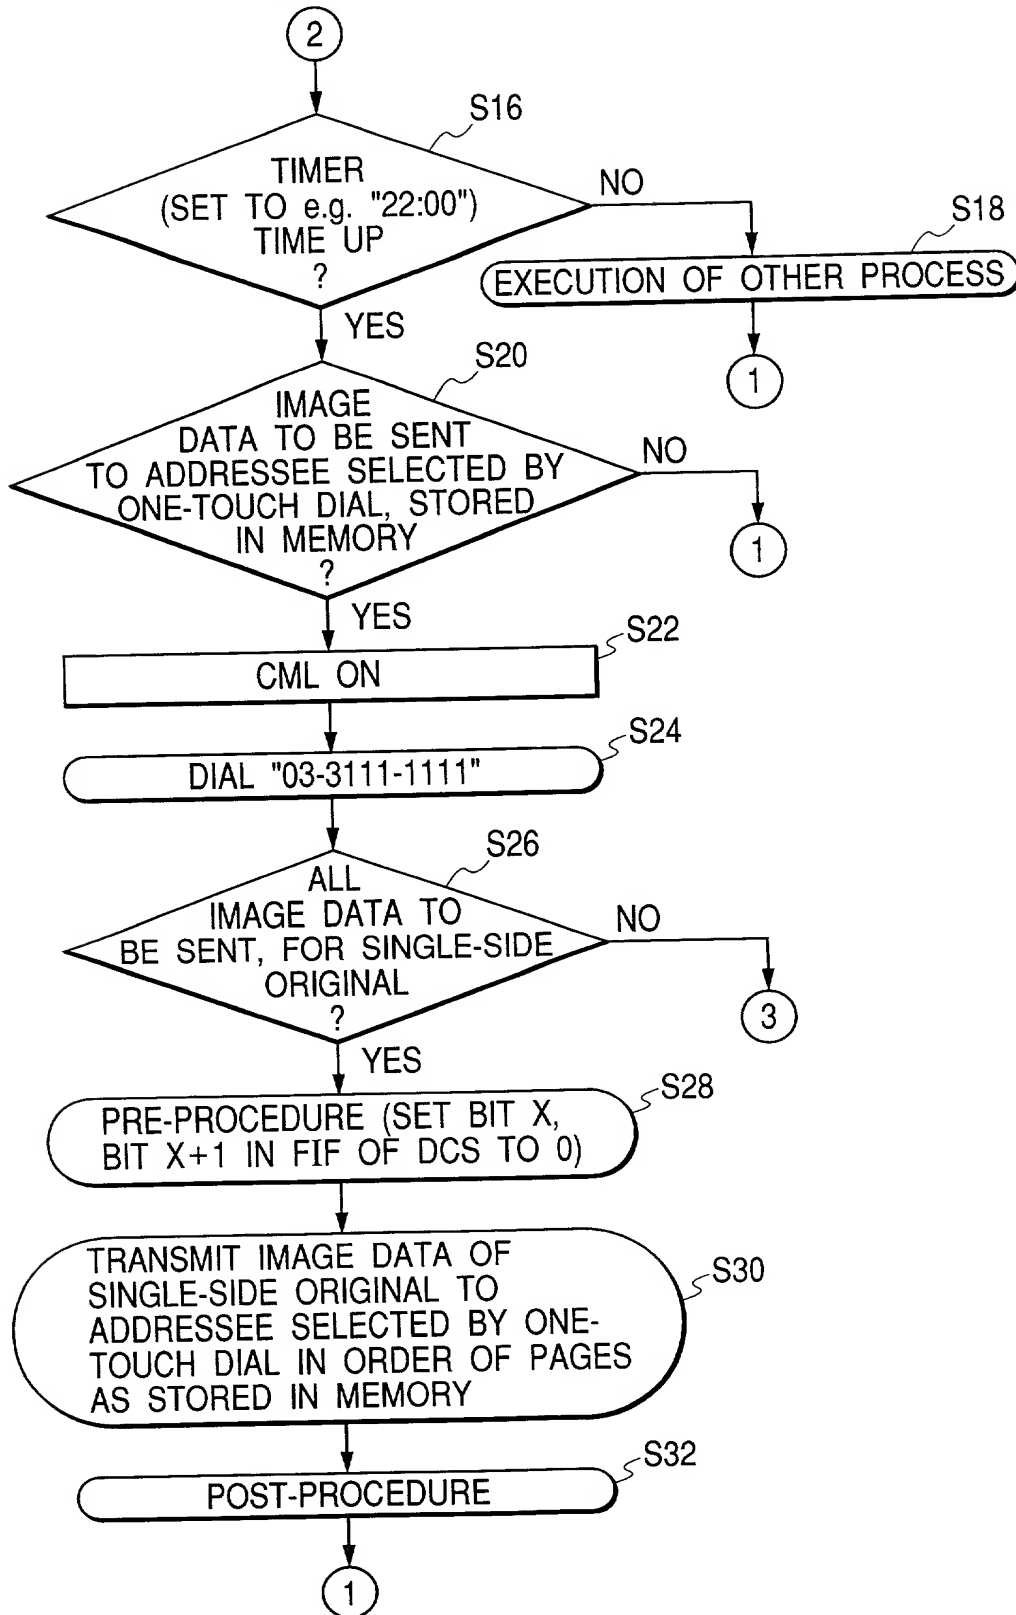 2
S16
TIMER
(SET TO e.g. "22:00")
TIME UP
?
NO
S18
EXECUTION OF OTHER PROCESS
1
YES
S20
IMAGE
DATA TO BE SENT
TO ADDRESSEE SELECTED BY
ONE-TOUCH DIAL, STORED
IN MEMORY
?
NO
1
YES
S22
CML ON
S24
DIAL "03-3111-1111"
S26
ALL
IMAGE DATA TO
BE SENT, FOR SINGLE-SIDE
ORIGINAL
?
NO
3
YES
S28
PRE-PROCEDURE (SET BIT X,
BIT X+1 IN FIF OF DCS TO 0)
S30
TRANSMIT IMAGE DATA OF
SINGLE-SIDE ORIGINAL TO
ADDRESSEE SELECTED BY ONE-
TOUCH DIAL IN ORDER OF PAGES
AS STORED IN MEMORY
S32
POST-PROCEDURE
1